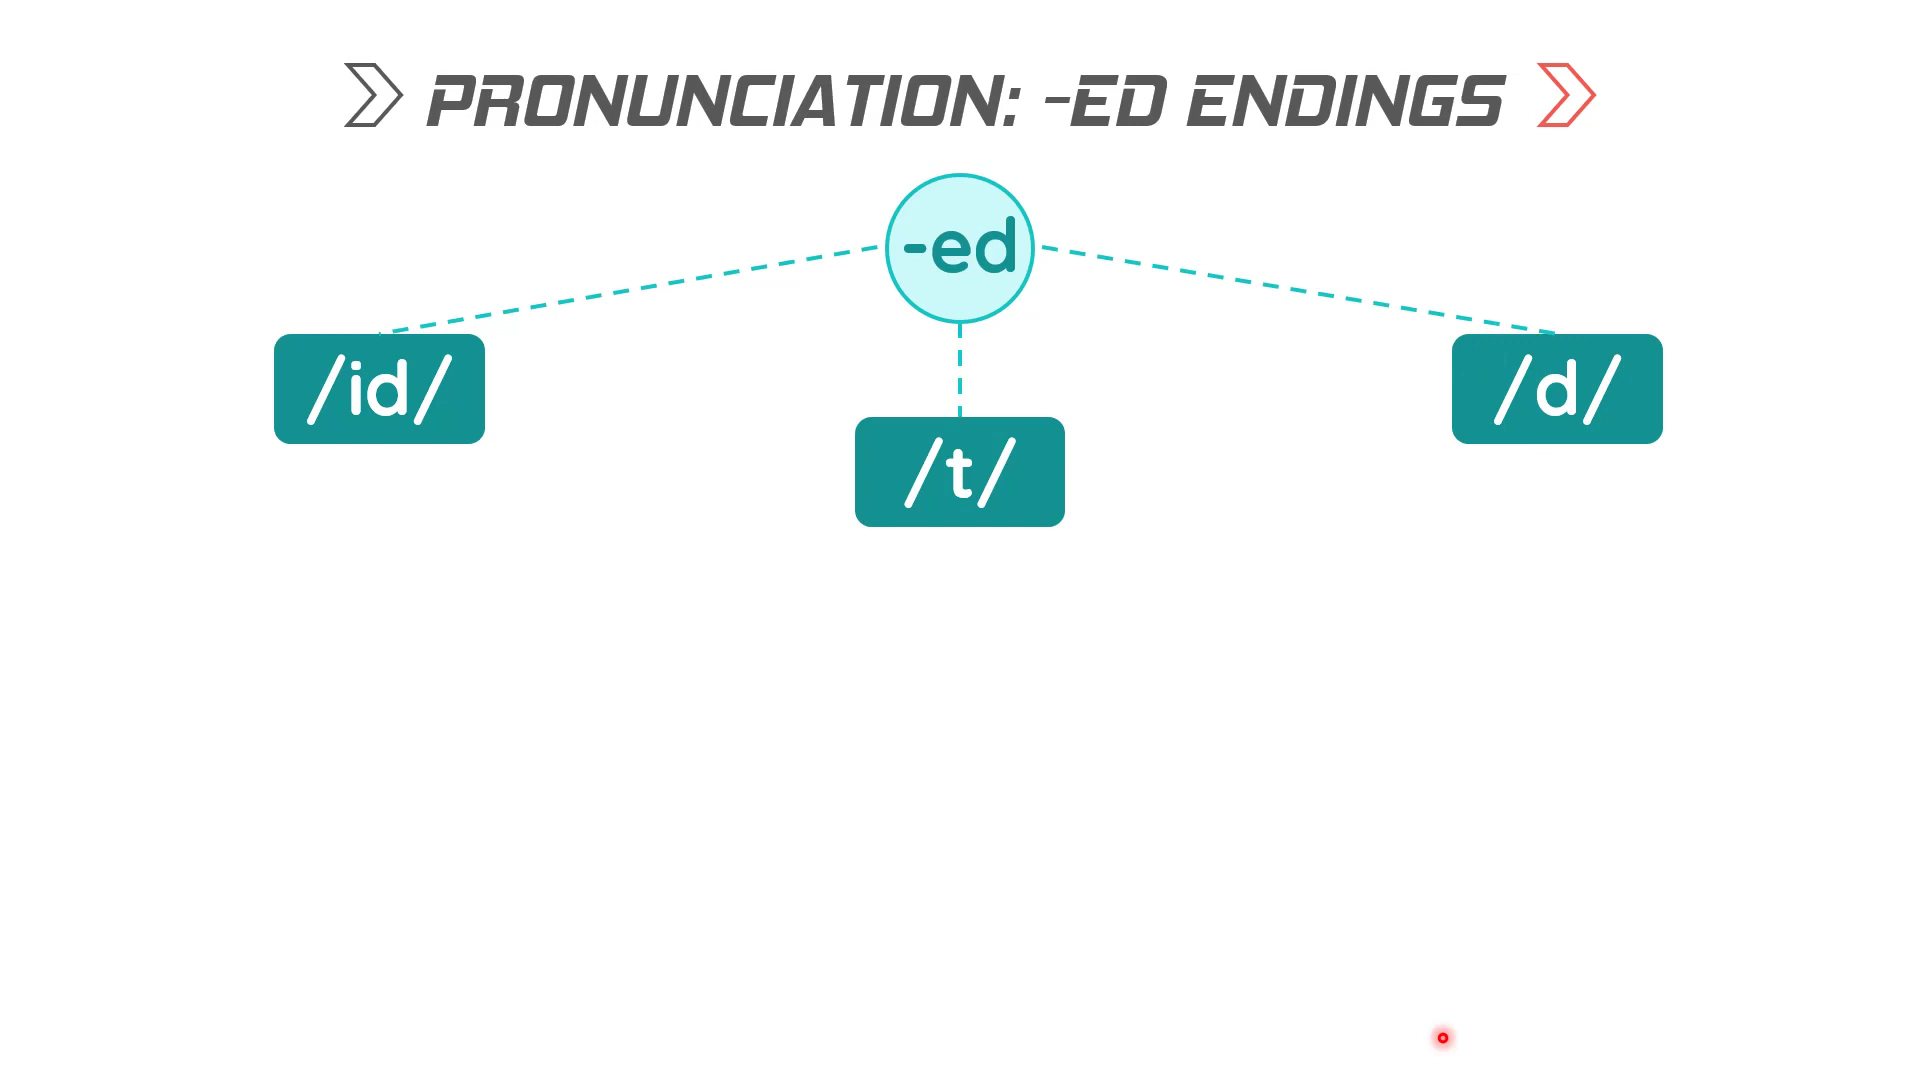 PRONUNCIATION: -ED ENDINGS
-ed
/id/
/t/
/d/